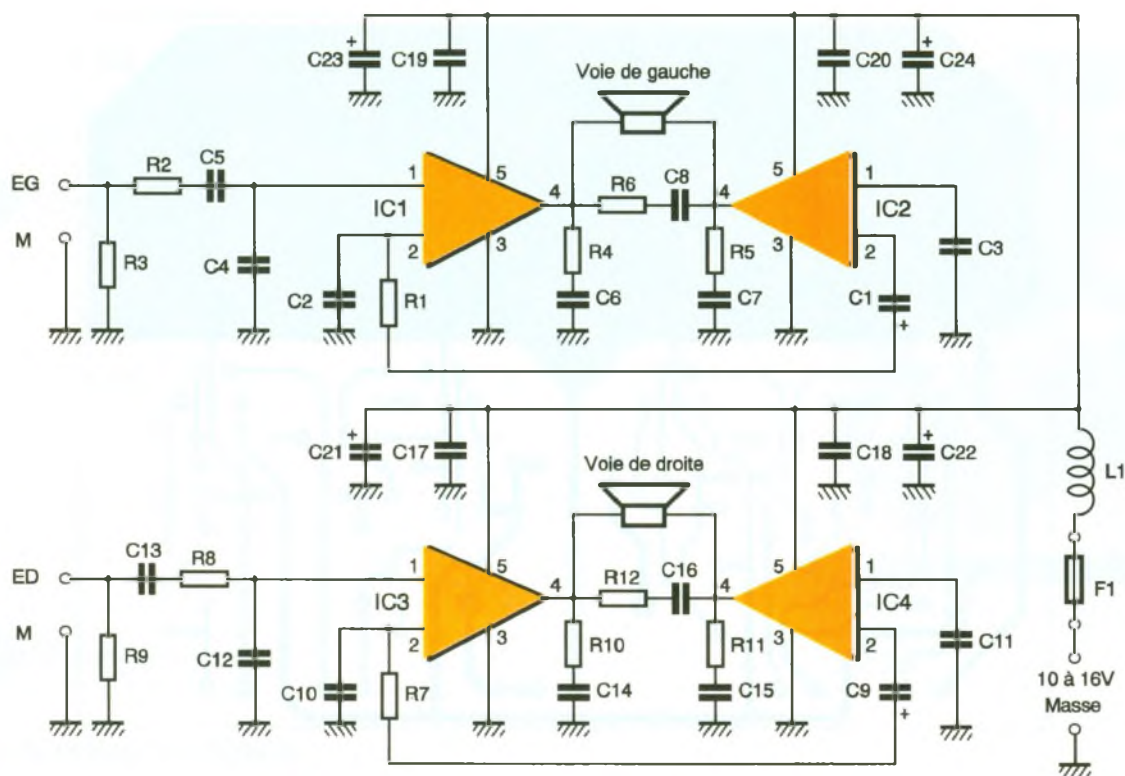 C23 +
C19
C20
+ C24
Voie de gauche
EG
R2
C5
1
5
4
R6
C8
4
5
1
M
IC1
IC2
R3
C4
2
3
R4
R5
3
2
C3
C2
R1
C6
C7
C1
+
C21 +
C17
C18
+ C22
L1
Voie de droite
ED
C13
R8
1
5
4
R12
C16
4
5
1
F1
M
IC3
IC4
R9
C12
2
3
R10
R11
3
2
C11
C10
R7
C14
C15
C9
+
10 à 16V
Masse